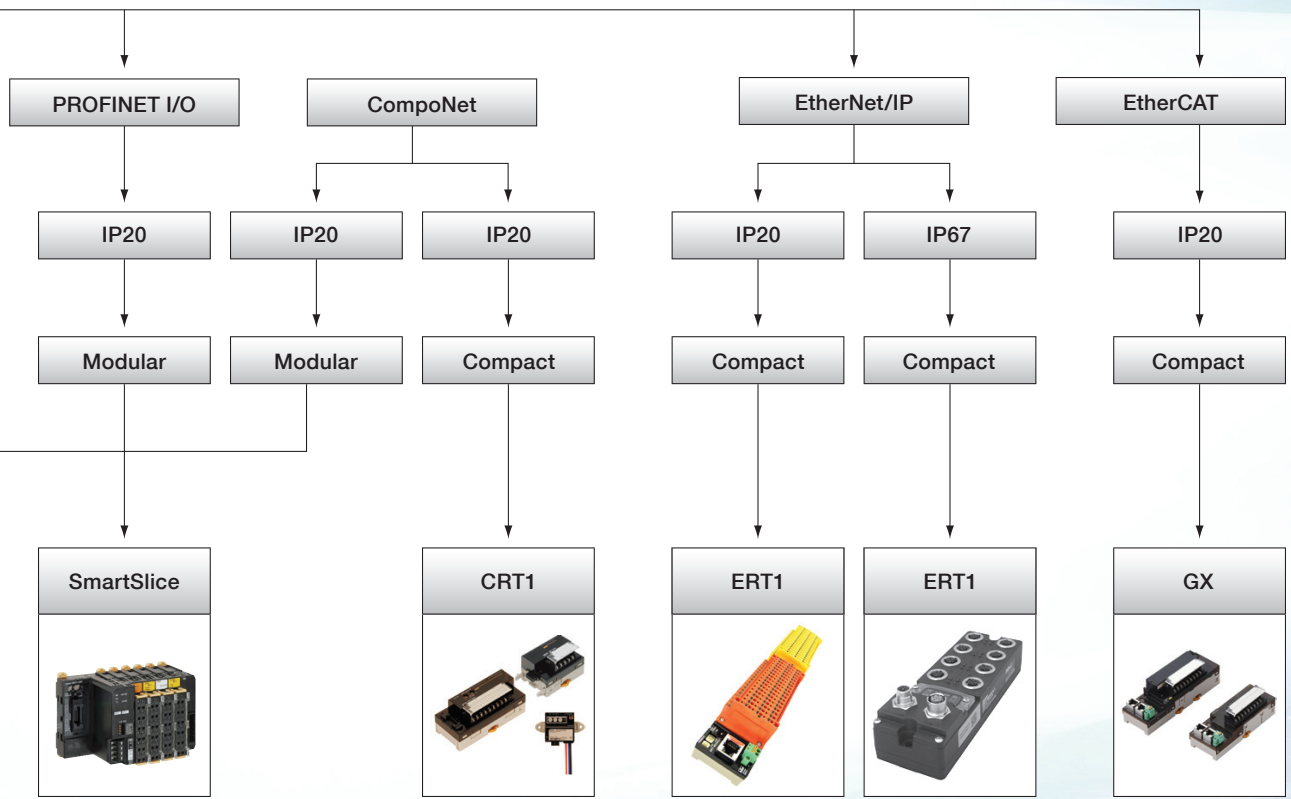 PROFINET I/O
CompoNet
EtherNet/IP
EtherCAT
IP20
IP20
IP20
IP20
IP67
IP20
Modular
Modular
Compact
Compact
Compact
Compact
SmartSlice
CRT1
ERT1
ERT1
GX